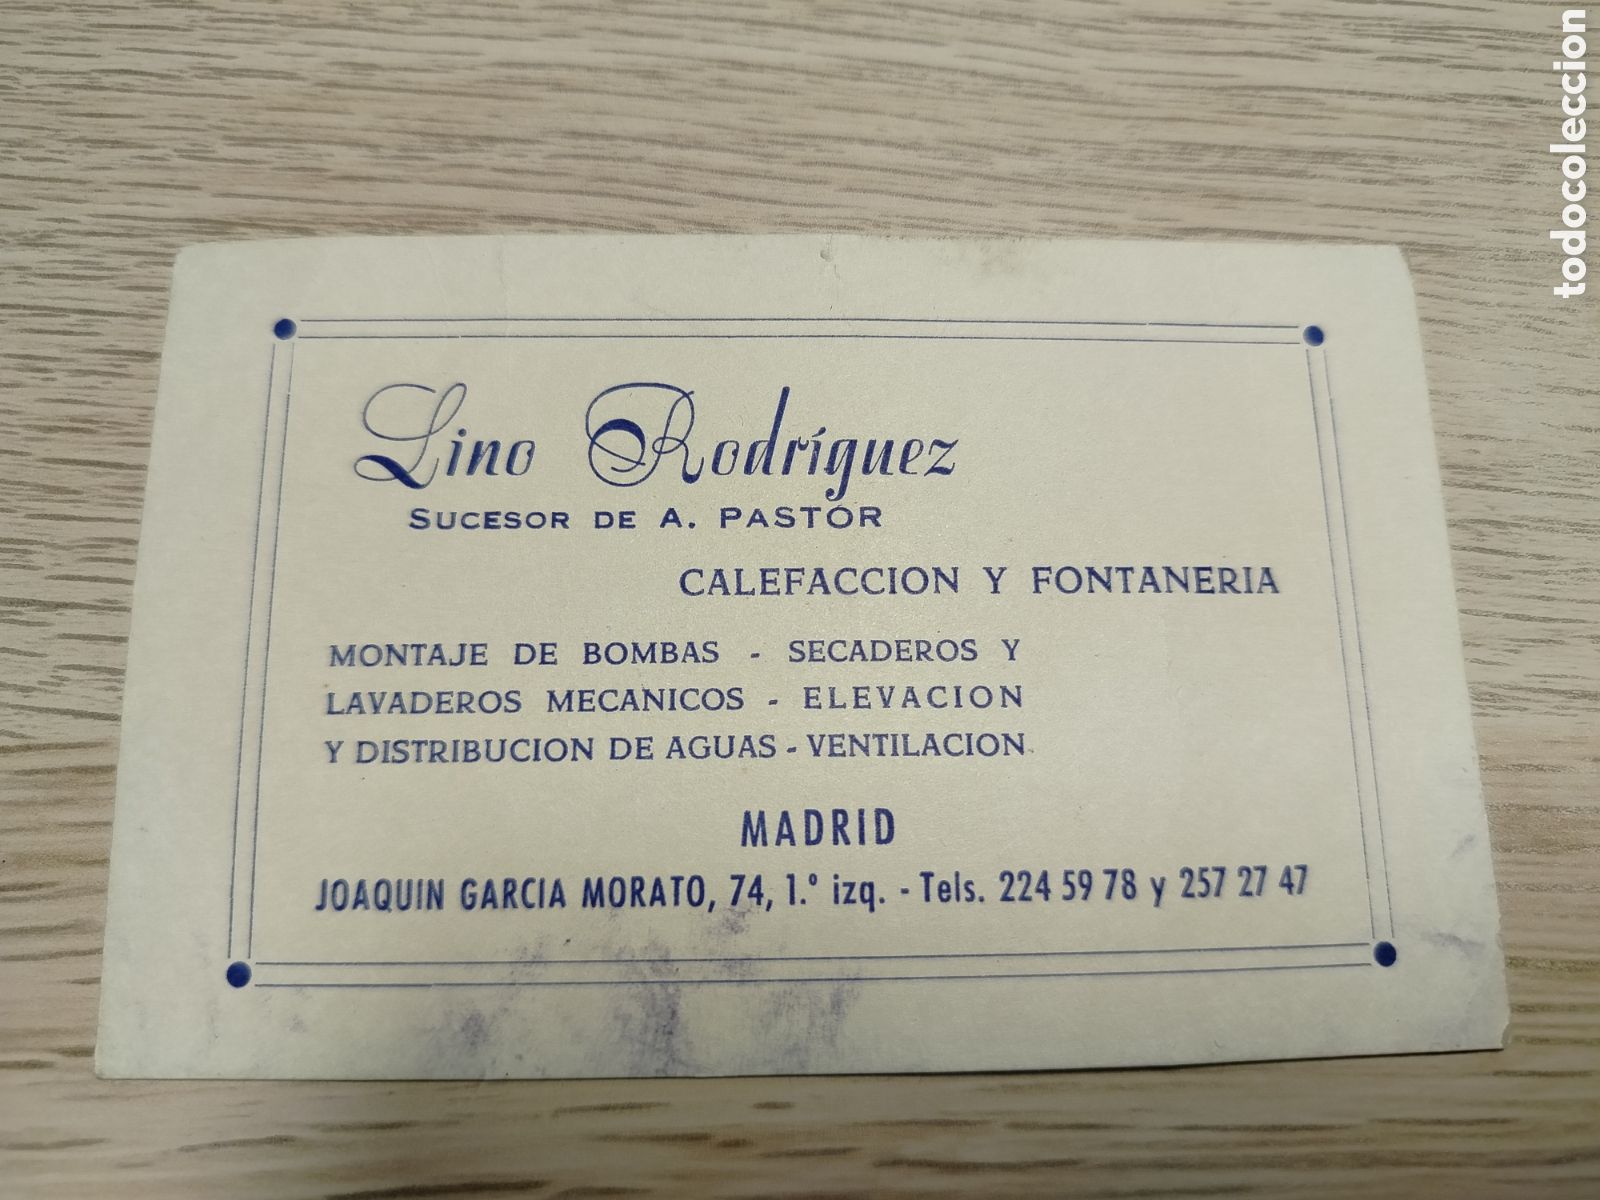 Lino Rodríguez
SUCESOR DE A. PASTOR
CALEFACCION Y FONTANERIA
MONTAJE DE BOMBAS - SECADEROS Y
LAVADEROS MECANICOS - ELEVACION
Y DISTRIBUCION DE AGUAS - VENTILACION
MADRID
JOAQUIN GARCIA MORATO, 74, 1.º izq. - Tels. 224 59 78 y 257 27 47
todocoleccion